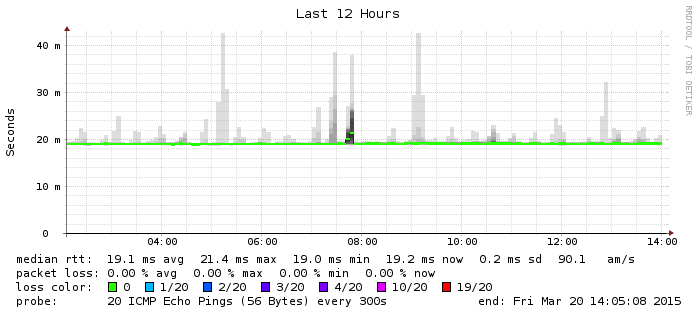 Last 12 Hours
RRDTOOL / TOBI OETIKER
Seconds
40 m
30 m
20 m
10 m
0
04:00 06:00 08:00 10:00 12:00 14:00
median rtt: 19.1 ms avg 21.4 ms max 19.0 ms min 19.2 ms now 0.2 ms sd 90.1 am/s
packet loss: 0.00 % avg 0.00 % max 0.00 % min 0.00 % now
loss color: 0 1/20 2/20 3/20 4/20 10/20 19/20
probe: 20 ICMP Echo Pings (56 Bytes) every 300s end: Fri Mar 20 14:05:08 2015